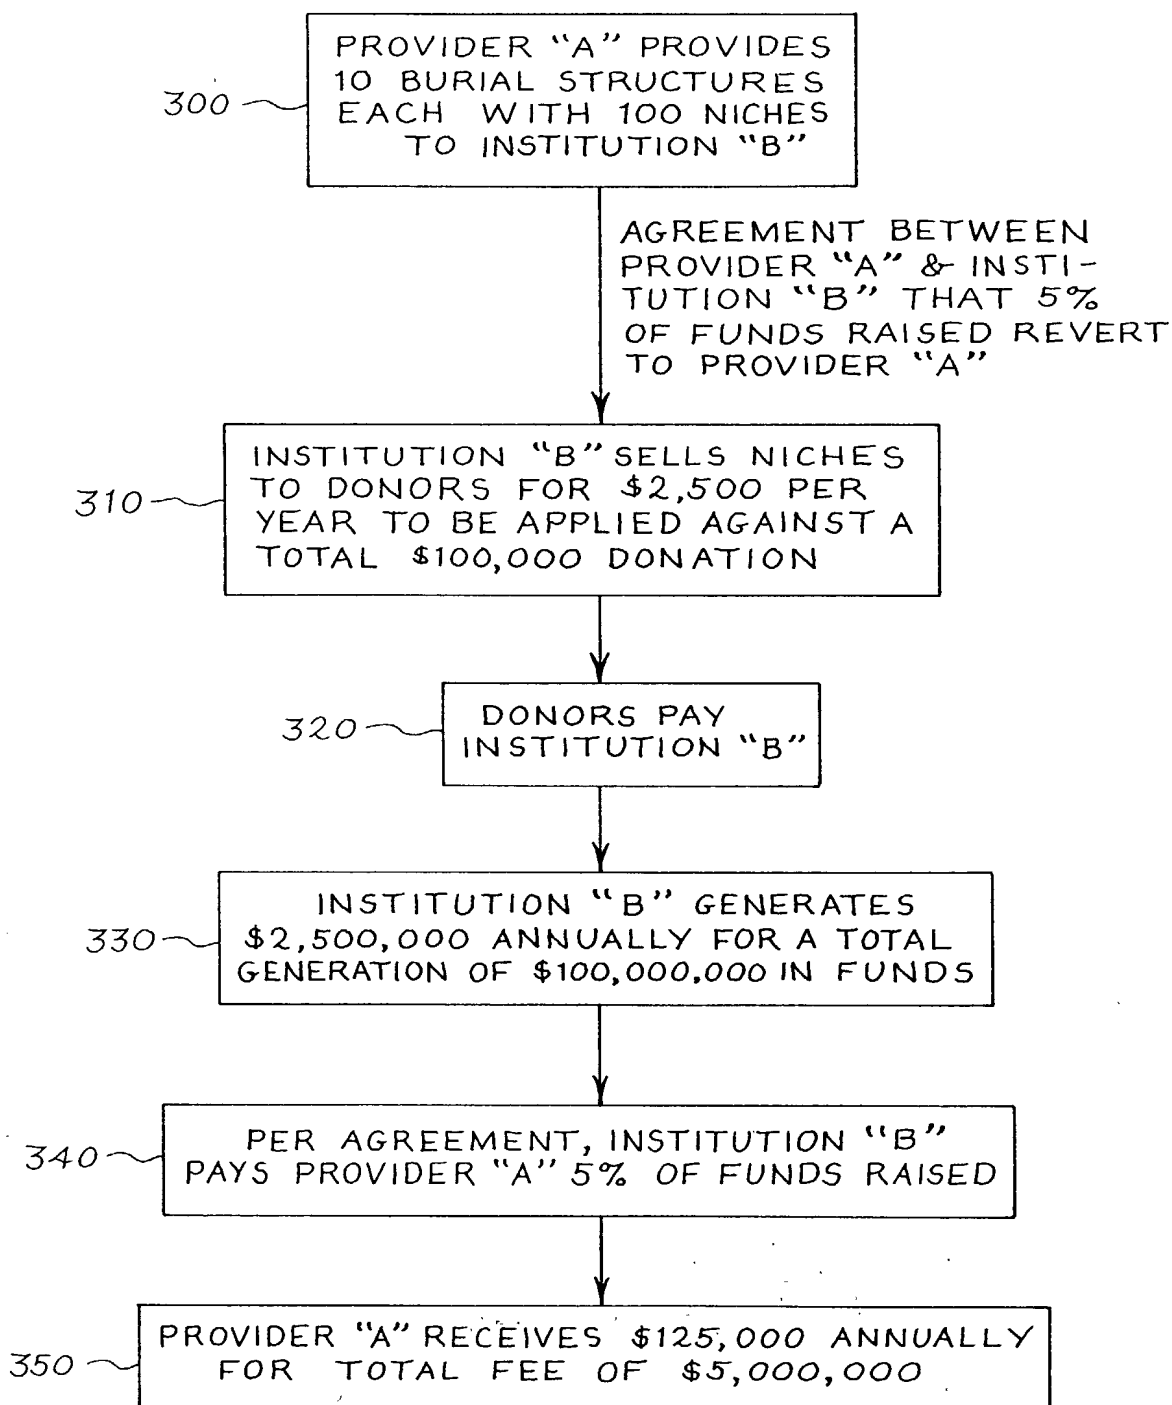 PROVIDER "A" PROVIDES
10 BURIAL STRUCTURES
EACH WITH 100 NICHES
TO INSTITUTION "B"
300
AGREEMENT BETWEEN
PROVIDER "A" & INSTI-
TUTION "B" THAT 5%
OF FUNDS RAISED REVERT
TO PROVIDER "A"
INSTITUTION "B" SELLS NICHES
TO DONORS FOR $2,500 PER
YEAR TO BE APPLIED AGAINST A
TOTAL $100,000 DONATION
310
DONORS PAY
INSTITUTION "B"
320
INSTITUTION "B" GENERATES
$2,500,000 ANNUALLY FOR A TOTAL
GENERATION OF $100,000,000 IN FUNDS
330
PER AGREEMENT, INSTITUTION "B"
PAYS PROVIDER "A" 5% OF FUNDS RAISED
340
PROVIDER "A" RECEIVES $125,000 ANNUALLY
FOR TOTAL FEE OF $5,000,000
350